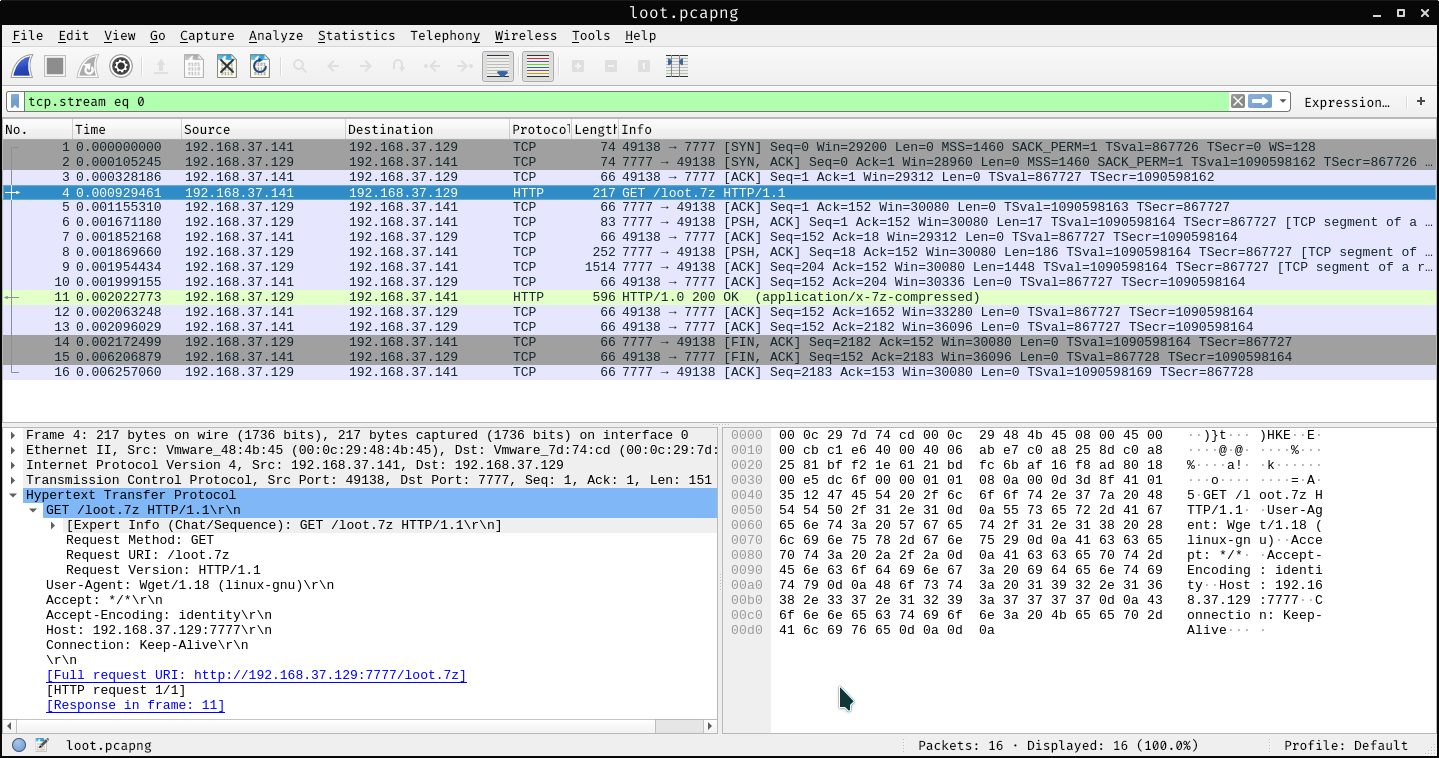 loot.pcapng
File Edit View Go Capture Analyze Statistics Telephony Wireless Tools Help
tcp.stream eq 0 Expression… +
No. Time Source Destination Protocol Length Info
1 0.000000000 192.168.37.141 192.168.37.129 TCP 74 49138 → 7777 [SYN] Seq=0 Win=29200 Len=0 MSS=1460 SACK_PERM=1 TSval=867726 TSecr=0 WS=128
2 0.000105245 192.168.37.129 192.168.37.141 TCP 74 7777 → 49138 [SYN, ACK] Seq=0 Ack=1 Win=28960 Len=0 MSS=1460 SACK_PERM=1 TSval=1090598162 TSecr=867726 …
3 0.000328186 192.168.37.141 192.168.37.129 TCP 66 49138 → 7777 [ACK] Seq=1 Ack=1 Win=29312 Len=0 TSval=867727 TSecr=1090598162
4 0.000929461 192.168.37.141 192.168.37.129 HTTP 217 GET /loot.7z HTTP/1.1
5 0.001155310 192.168.37.129 192.168.37.141 TCP 66 7777 → 49138 [ACK] Seq=1 Ack=152 Win=30080 Len=0 TSval=1090598163 TSecr=867727
6 0.001671180 192.168.37.129 192.168.37.141 TCP 83 7777 → 49138 [PSH, ACK] Seq=1 Ack=152 Win=30080 Len=17 TSval=1090598164 TSecr=867727 [TCP segment of a …
7 0.001852168 192.168.37.141 192.168.37.129 TCP 66 49138 → 7777 [ACK] Seq=152 Ack=18 Win=29312 Len=0 TSval=867727 TSecr=1090598164
8 0.001869660 192.168.37.129 192.168.37.141 TCP 252 7777 → 49138 [PSH, ACK] Seq=18 Ack=152 Win=30080 Len=186 TSval=1090598164 TSecr=867727 [TCP segment of …
9 0.001954434 192.168.37.129 192.168.37.141 TCP 1514 7777 → 49138 [ACK] Seq=204 Ack=152 Win=30080 Len=1448 TSval=1090598164 TSecr=867727 [TCP segment of a r…
10 0.001999155 192.168.37.141 192.168.37.129 TCP 66 49138 → 7777 [ACK] Seq=152 Ack=204 Win=30336 Len=0 TSval=867727 TSecr=1090598164
11 0.002022773 192.168.37.129 192.168.37.141 HTTP 596 HTTP/1.0 200 OK (application/x-7z-compressed)
12 0.002063248 192.168.37.141 192.168.37.129 TCP 66 49138 → 7777 [ACK] Seq=152 Ack=1652 Win=33280 Len=0 TSval=867727 TSecr=1090598164
13 0.002096029 192.168.37.141 192.168.37.129 TCP 66 49138 → 7777 [ACK] Seq=152 Ack=2182 Win=36096 Len=0 TSval=867727 TSecr=1090598164
14 0.002172499 192.168.37.129 192.168.37.141 TCP 66 7777 → 49138 [FIN, ACK] Seq=2182 Ack=152 Win=30080 Len=0 TSval=1090598164 TSecr=867727
15 0.006206879 192.168.37.141 192.168.37.129 TCP 66 49138 → 7777 [FIN, ACK] Seq=152 Ack=2183 Win=36096 Len=0 TSval=867728 TSecr=1090598164
16 0.006257060 192.168.37.129 192.168.37.141 TCP 66 7777 → 49138 [ACK] Seq=2183 Ack=153 Win=30080 Len=0 TSval=1090598169 TSecr=867728
Frame 4: 217 bytes on wire (1736 bits), 217 bytes captured (1736 bits) on interface 0
Ethernet II, Src: Vmware_48:4b:45 (00:0c:29:48:4b:45), Dst: Vmware_7d:74:cd (00:0c:29:7d:
Internet Protocol Version 4, Src: 192.168.37.141, Dst: 192.168.37.129
Transmission Control Protocol, Src Port: 49138, Dst Port: 7777, Seq: 1, Ack: 1, Len: 151
Hypertext Transfer Protocol
GET /loot.7z HTTP/1.1\r\n
[Expert Info (Chat/Sequence): GET /loot.7z HTTP/1.1\r\n]
Request Method: GET
Request URI: /loot.7z
Request Version: HTTP/1.1
User-Agent: Wget/1.18 (linux-gnu)\r\n
Accept: */*\r\n
Accept-Encoding: identity\r\n
Host: 192.168.37.129:7777\r\n
Connection: Keep-Alive\r\n
\r\n
[Full request URI: http://192.168.37.129:7777/loot.7z]
[HTTP request 1/1]
[Response in frame: 11]
0000 00 0c 29 7d 74 cd 00 0c 29 48 4b 45 08 00 45 00 ··)}t··· )HKE··E·
0010 00 cb c1 e6 40 00 40 06 ab e7 c0 a8 25 8d c0 a8 ····@·@· ····%···
0020 25 81 bf f2 1e 61 21 bd fc 6b af 16 f8 ad 80 18 %····a!· ·k······
0030 00 e5 dc 6f 00 00 01 01 08 0a 00 0d 3d 8f 41 01 ···o···· ····=·A·
0040 35 12 47 45 54 20 2f 6c 6f 6f 74 2e 37 7a 20 48 5·GET /l oot.7z H
0050 54 54 50 2f 31 2e 31 0d 0a 55 73 65 72 2d 41 67 TTP/1.1· ·User-Ag
0060 65 6e 74 3a 20 57 67 65 74 2f 31 2e 31 38 20 28 ent: Wge t/1.18 (
0070 6c 69 6e 75 78 2d 67 6e 75 29 0d 0a 41 63 63 65 linux-gn u)··Acce
0080 70 74 3a 20 2a 2f 2a 0d 0a 41 63 63 65 70 74 2d pt: */*· ·Accept-
0090 45 6e 63 6f 64 69 6e 67 3a 20 69 64 65 6e 74 69 Encoding : identi
00a0 74 79 0d 0a 48 6f 73 74 3a 20 31 39 32 2e 31 36 ty··Host : 192.16
00b0 38 2e 33 37 2e 31 32 39 3a 37 37 37 37 0d 0a 43 8.37.129 :7777··C
00c0 6f 6e 6e 65 63 74 69 6f 6e 3a 20 4b 65 65 70 2d onnectio n: Keep-
00d0 41 6c 69 76 65 0d 0a 0d 0a Alive··· ·
loot.pcapng Packets: 16 · Displayed: 16 (100.0%) Profile: Default